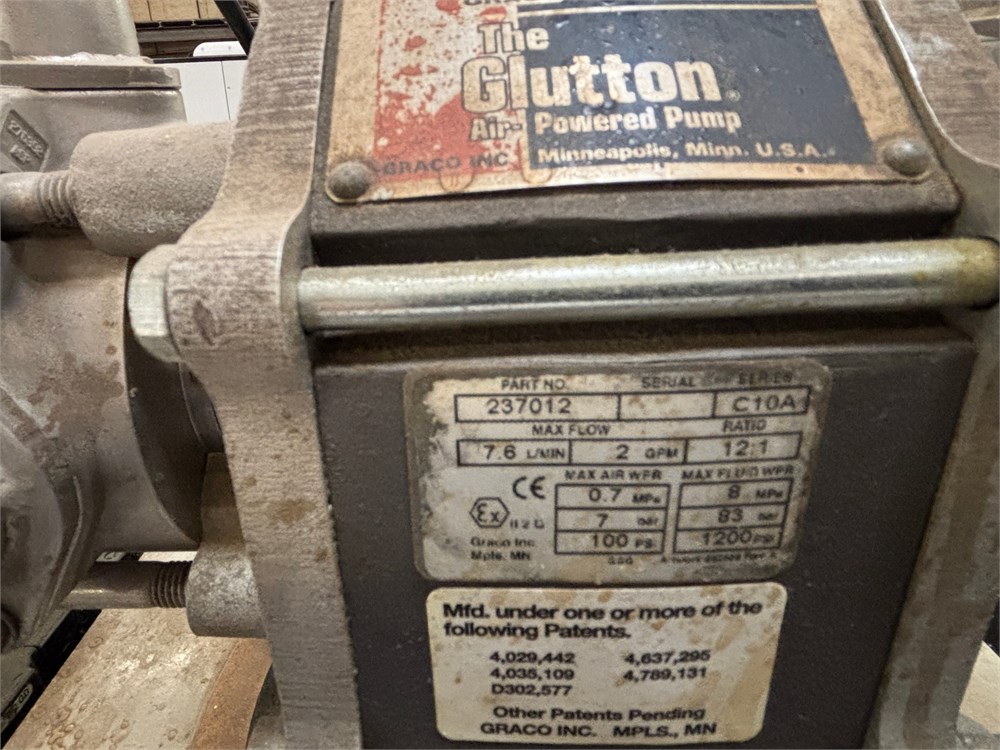 The
Glutton
Air-Powered Pump
GRACO INC Minneapolis, Minn. U.S.A.
PART NO. SERIAL SERIES
237012 C10A
MAX FLOW RATIO
7.6 L/MIN 2 GPM 12:1
MAX AIR WPR MAX FLUID WPR
CE 0.7 MPa 8 MPa
Ex II 2 G 7 bar 83 bar
Graco Inc. 100 PSI 1200 PSI
Mpls. MN
Mfd. under one or more of the
following Patents.
4,029,442 4,637,295
4,035,109 4,789,131
D302,577
Other Patents Pending
GRACO INC. MPLS., MN